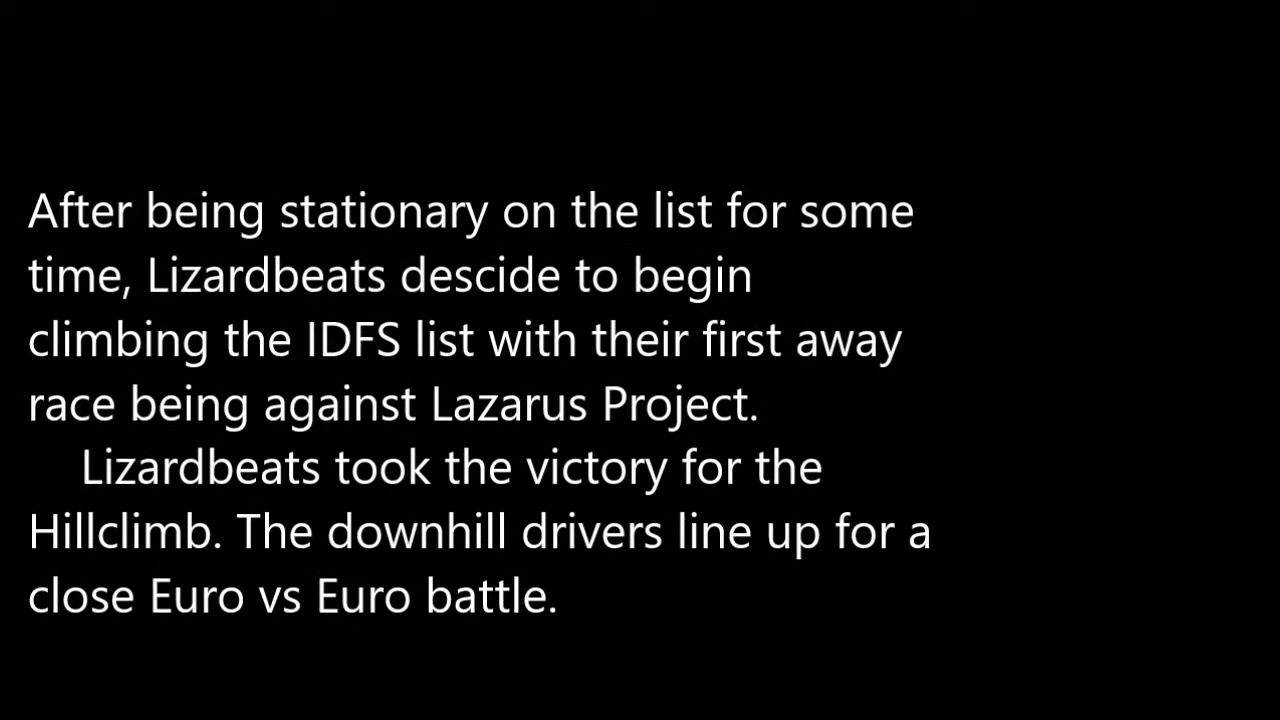 After being stationary on the list for some
time, Lizardbeats descide to begin
climbing the IDFS list with their first away
race being against Lazarus Project.
Lizardbeats took the victory for the
Hillclimb. The downhill drivers line up for a
close Euro vs Euro battle.